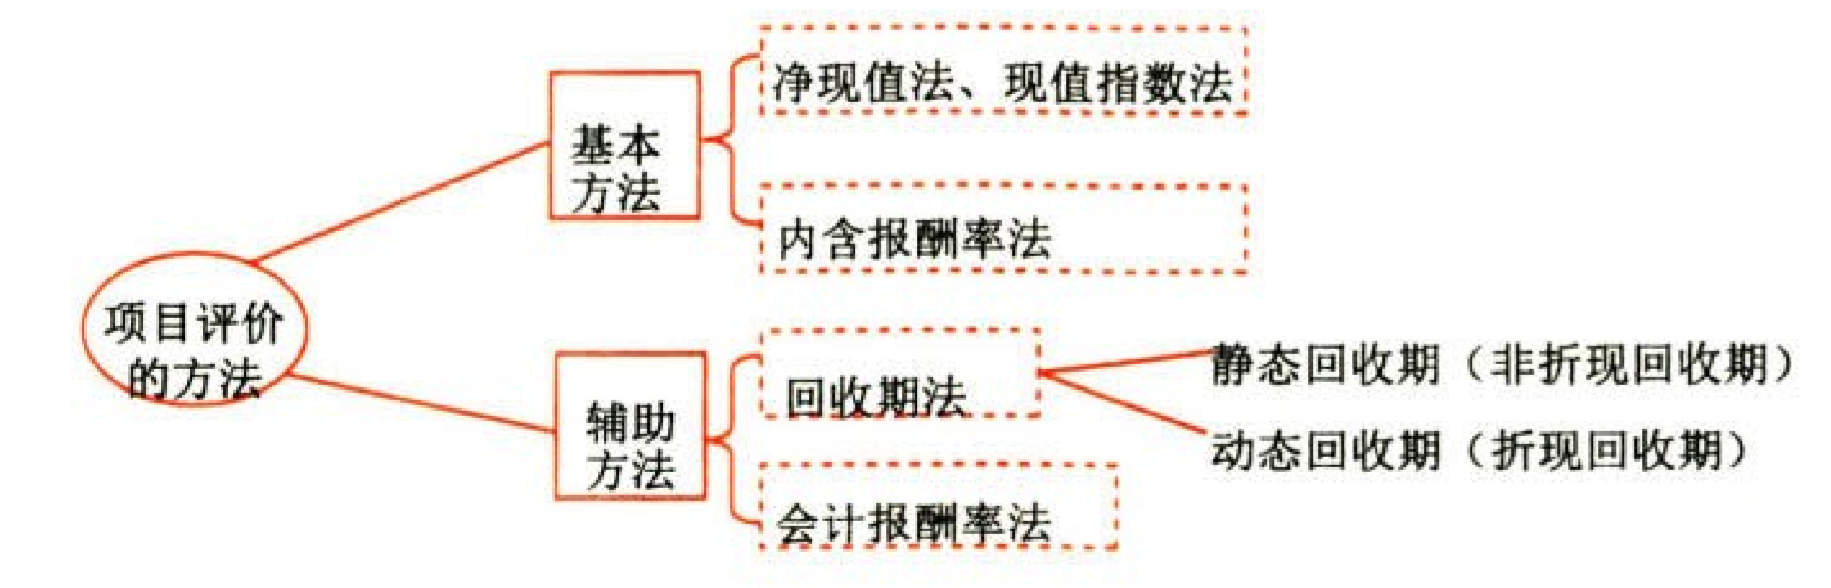 项目评价
的方法
基本
方法
净现值法、现值指数法
内含报酬率法
辅助
方法
回收期法
静态回收期（非折现回收期）
动态回收期（折现回收期）
会计报酬率法